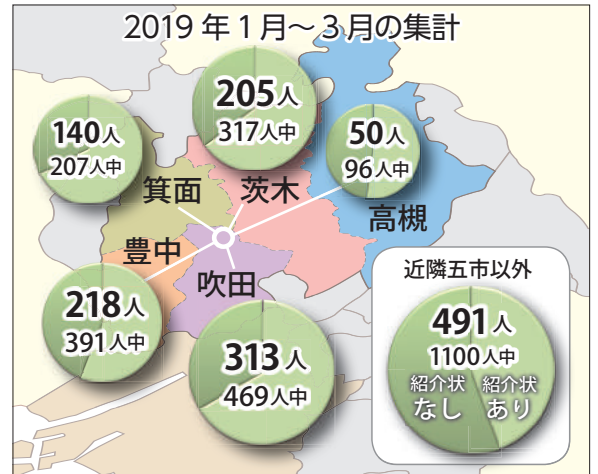 2019年1月～3月の集計
205人
317人中
140人
207人中
50人
96人中
箕面
茨木
高槻
豊中
吹田
218人
391人中
313人
469人中
近隣五市以外
491人
1100人中
紹介状
なし
紹介状
あり